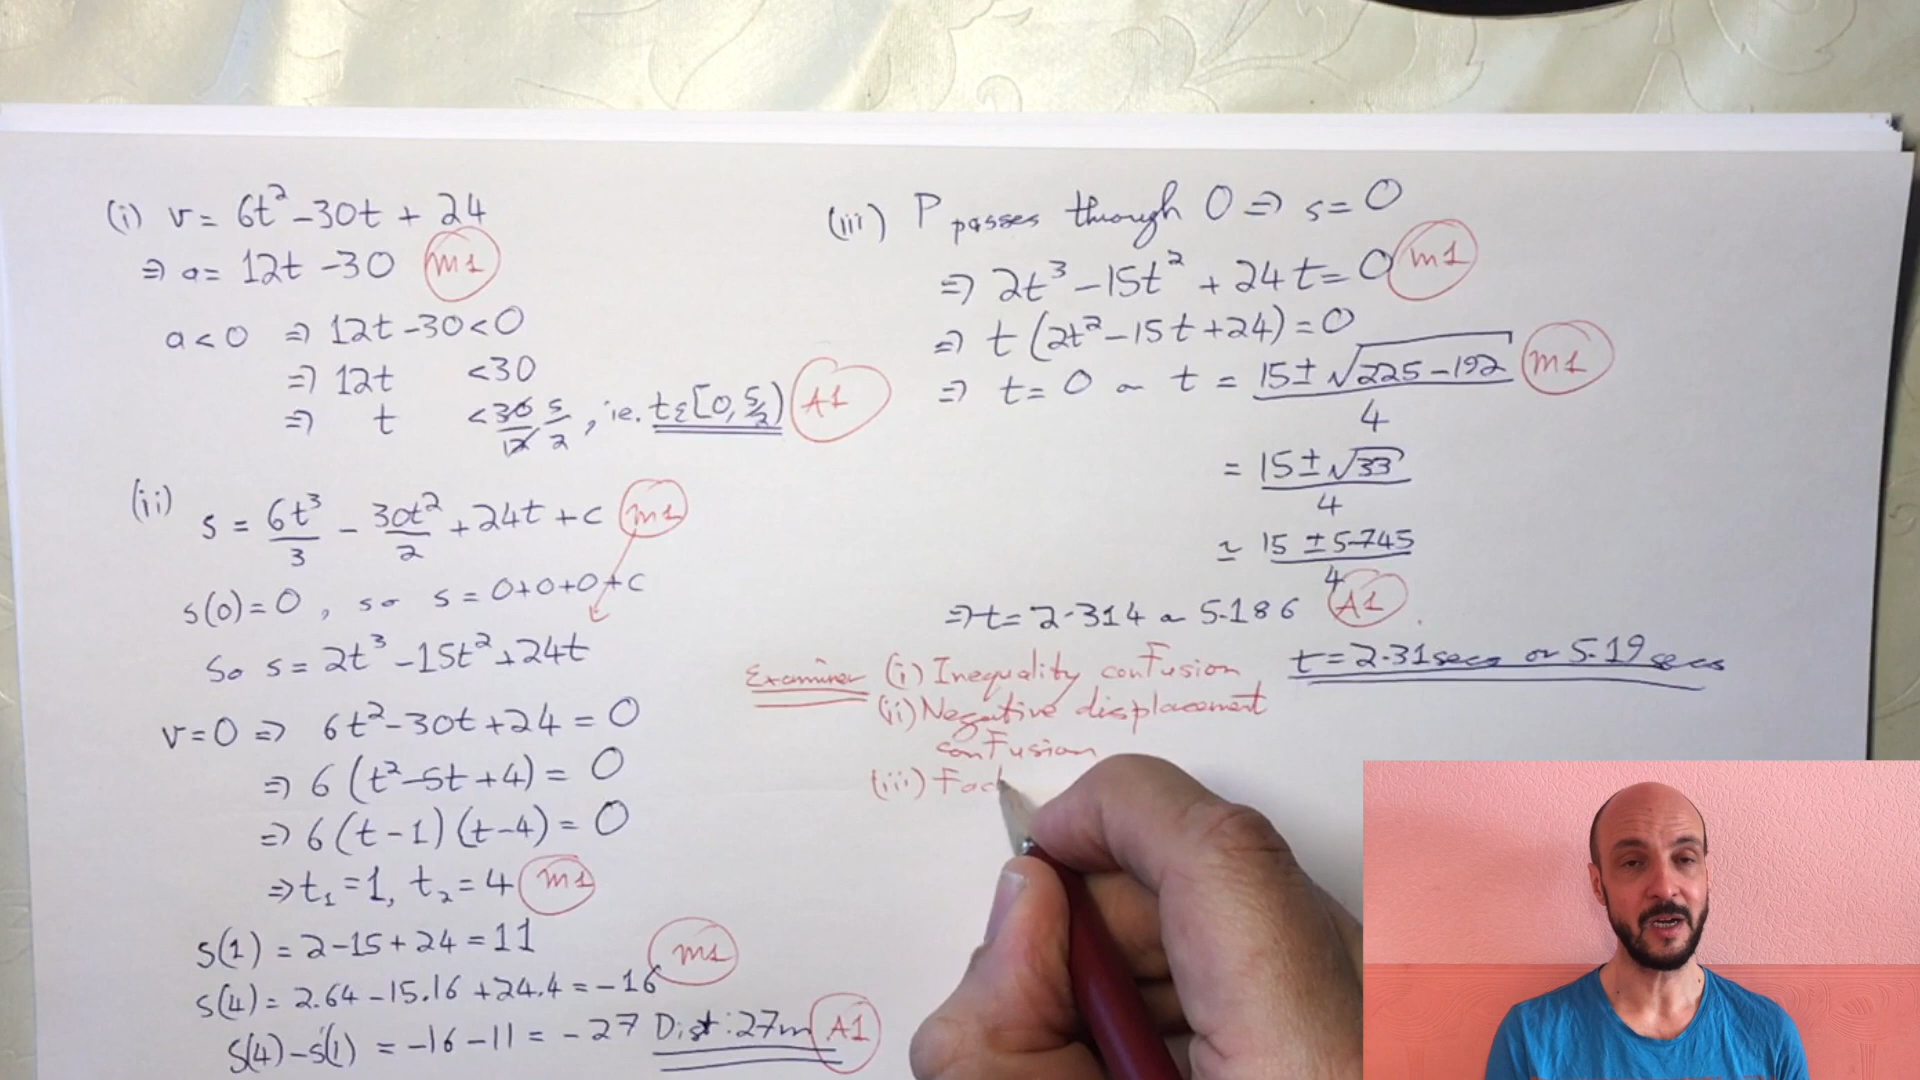 (i) v = 6t² - 30t + 24
⇒ a = 12t - 30 M1
a < 0 ⇒ 12t - 30 < 0
⇒ 12t < 30
⇒ t < 30/12 5/2, i.e. t ε [0, 5/2) A1
(ii) s = 6t³/3 - 30t²/2 + 24t + c M1
s(0) = 0, so s = 0+0+0+c
So s = 2t³ - 15t² + 24t
v = 0 ⇒ 6t² - 30t + 24 = 0
⇒ 6(t² - 5t + 4) = 0
⇒ 6(t - 1)(t - 4) = 0
⇒ t₁ = 1, t₂ = 4 M1
s(1) = 2 - 15 + 24 = 11 M1
s(4) = 2.64 - 15.16 + 24.4 = -16
s(4) - s(1) = -16 - 11 = -27 Dist: 27m A1
(iii) P passes through O ⇒ s = 0
⇒ 2t³ - 15t² + 24t = 0 M1
⇒ t(2t² - 15t + 24) = 0
⇒ t = 0 or t = 15 ± √225 - 192 / 4 M1
= 15 ± √33 / 4
≃ 15 ± 5.745 / 4
⇒ t = 2.314 or 5.186 A1
t = 2.31 secs or 5.19 secs
Examiner (i) Inequality confusion
(ii) Negative displacement
confusion
(iii) Fact